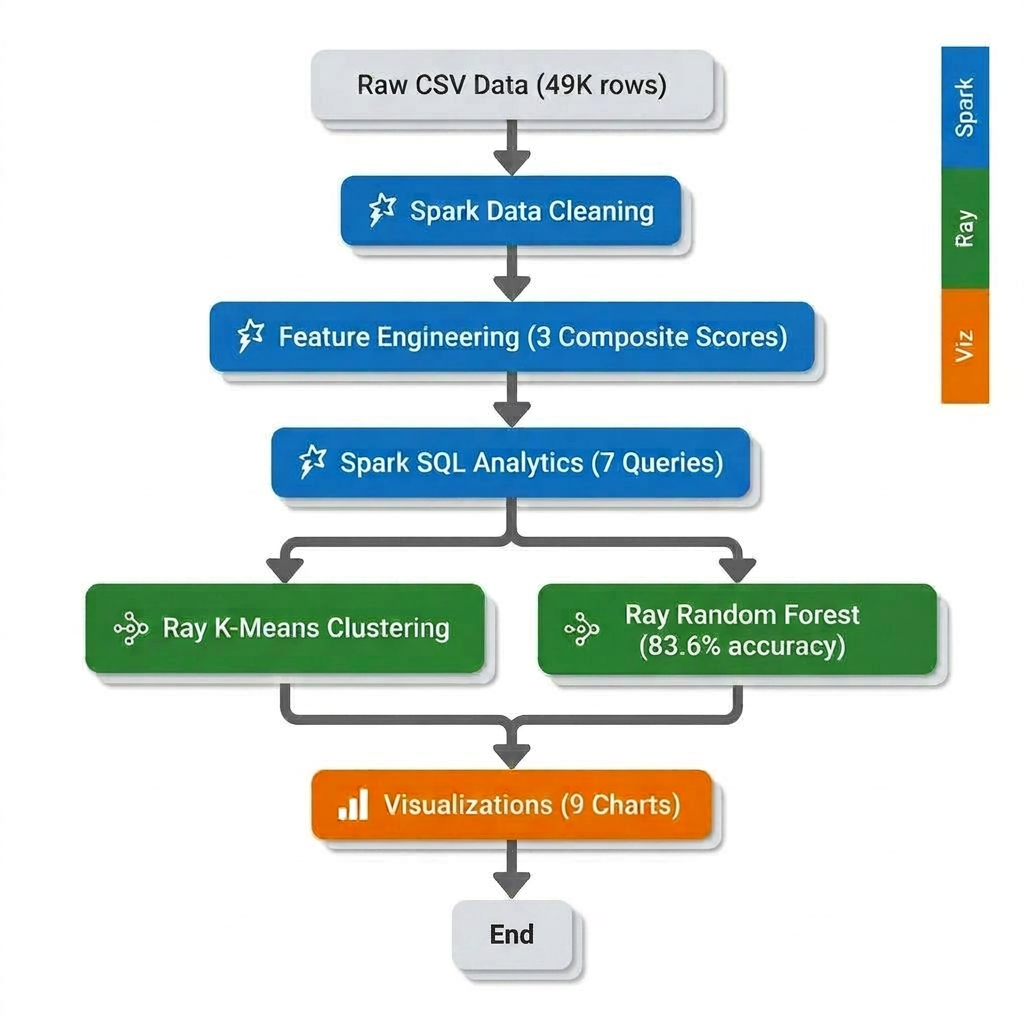 Raw CSV Data (49K rows)
Spark Data Cleaning
Feature Engineering (3 Composite Scores)
Spark SQL Analytics (7 Queries)
Ray K-Means Clustering
Ray Random Forest
(83.6% accuracy)
Visualizations (9 Charts)
End
Spark
Ray
Viz